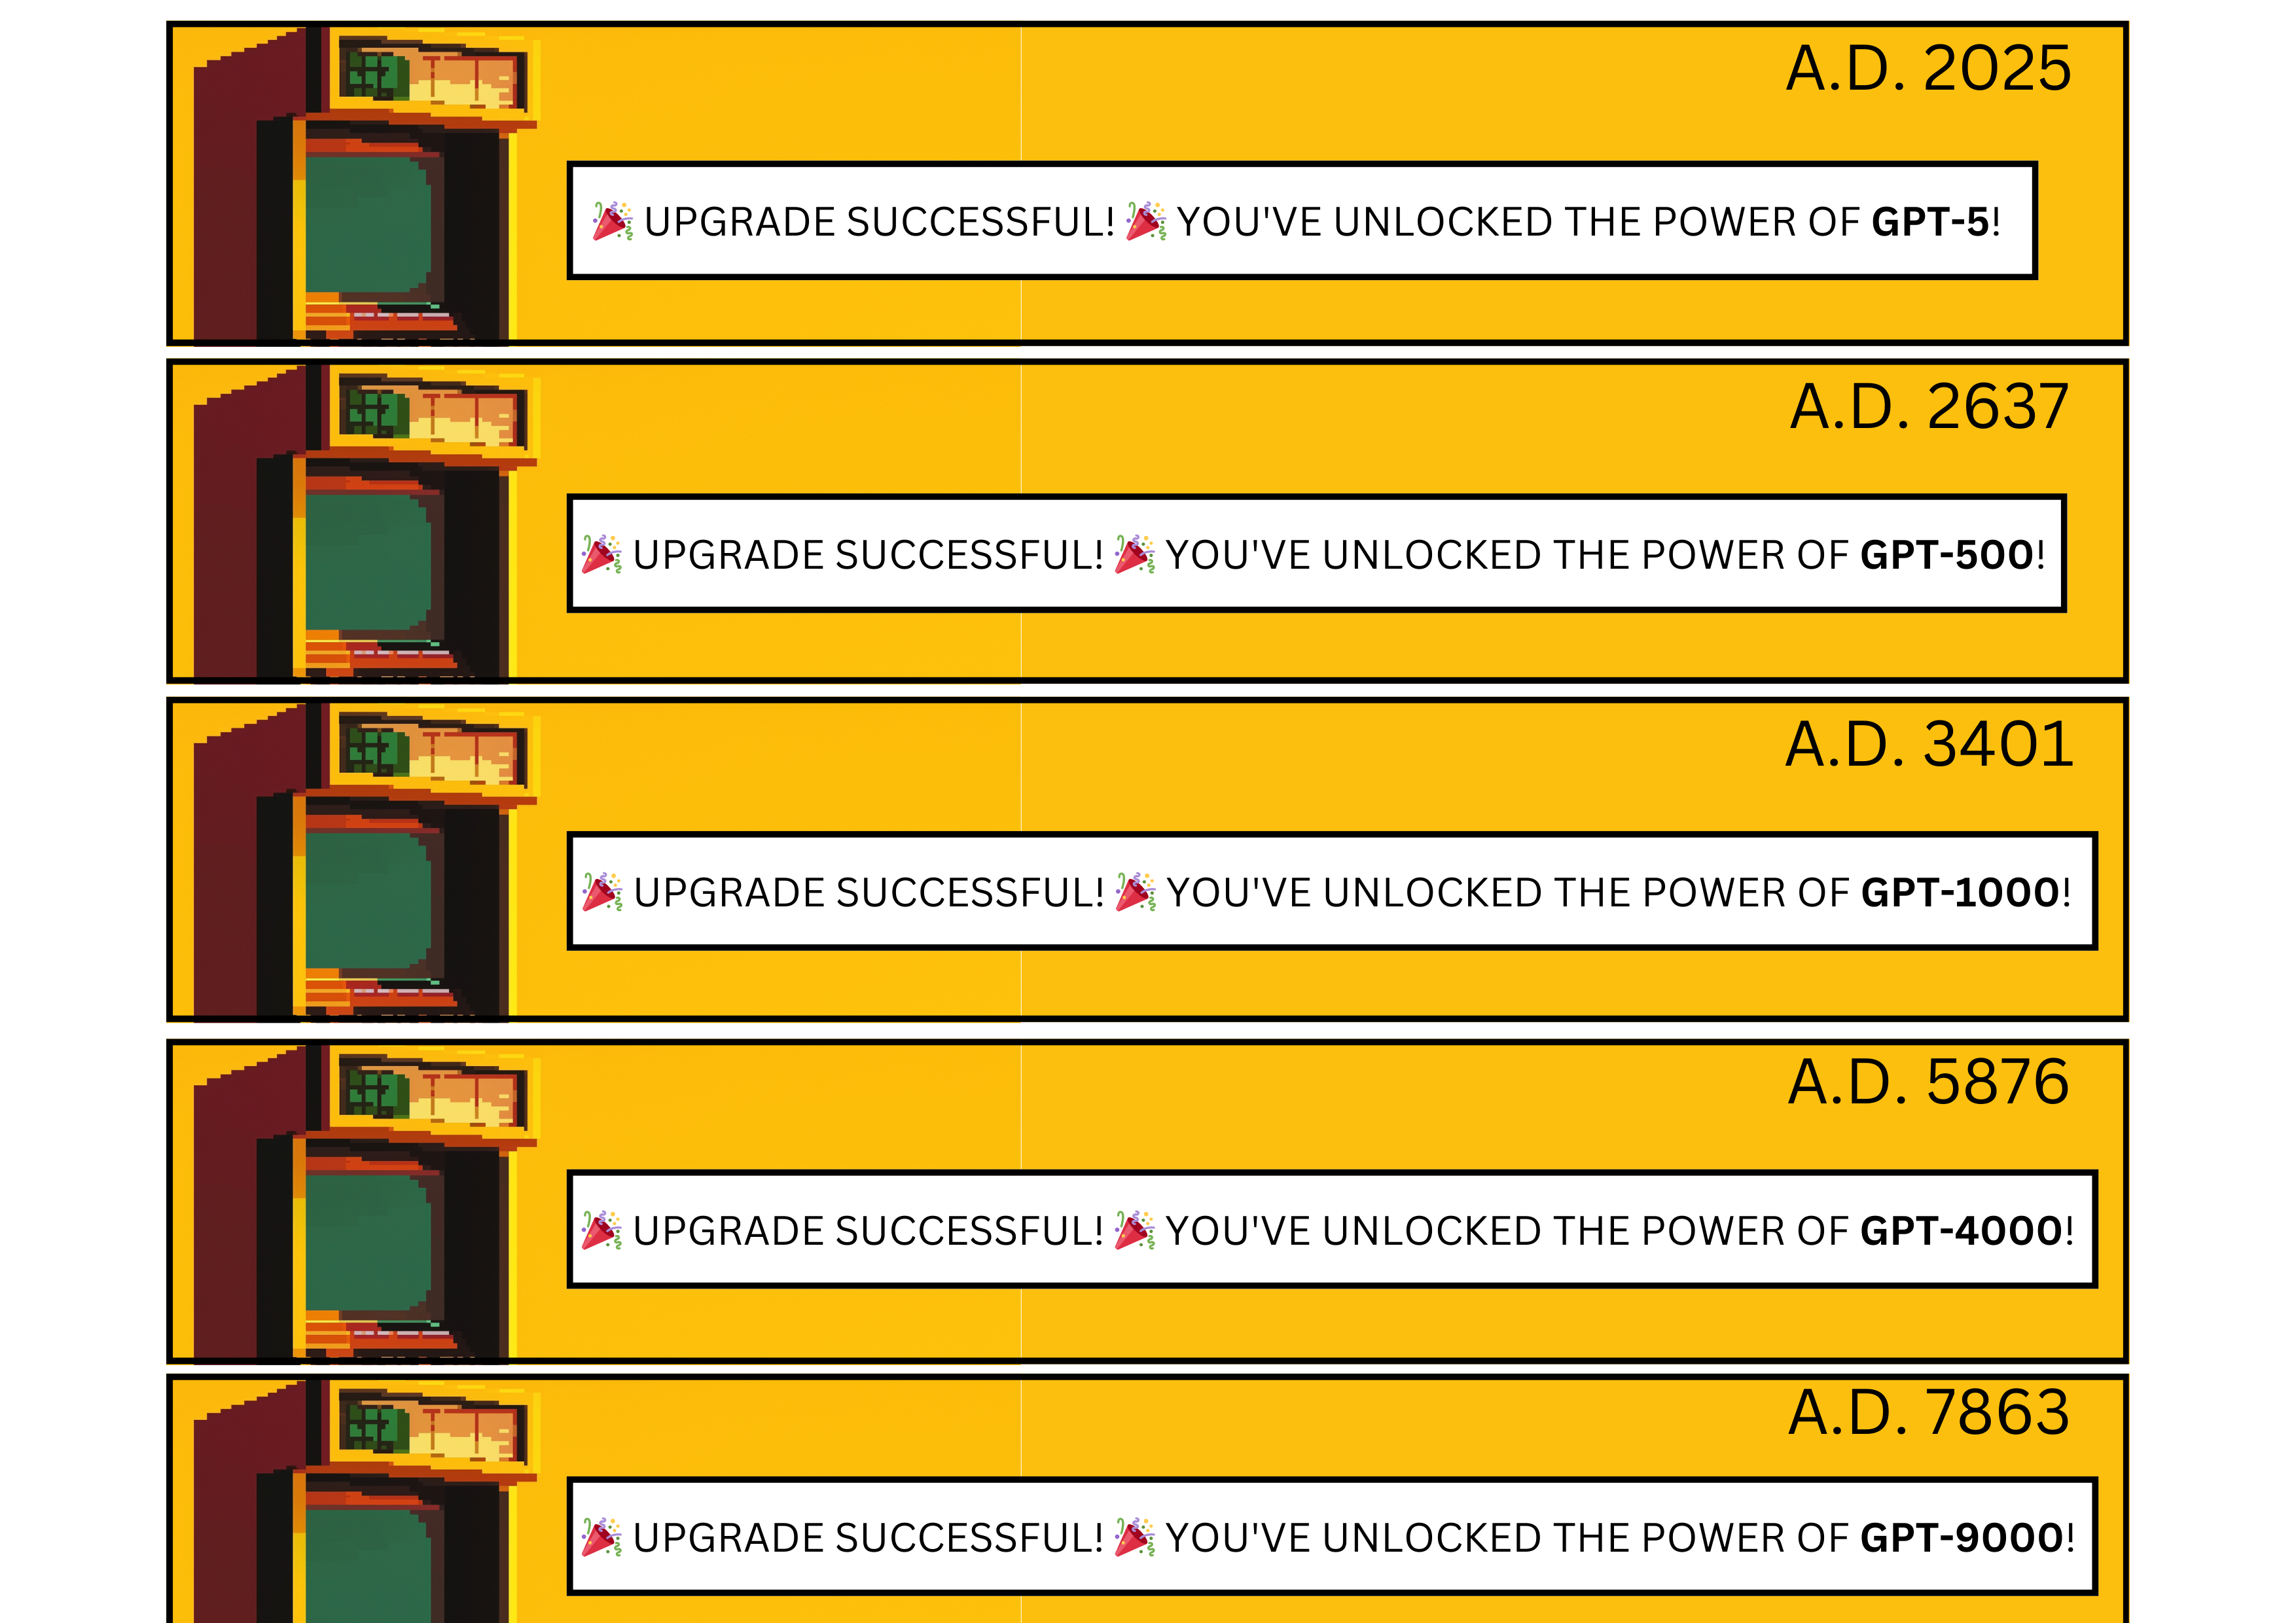 A.D. 2025
🎉 UPGRADE SUCCESSFUL! 🎉 YOU'VE UNLOCKED THE POWER OF GPT-5!
A.D. 2637
🎉 UPGRADE SUCCESSFUL! 🎉 YOU'VE UNLOCKED THE POWER OF GPT-500!
A.D. 3401
🎉 UPGRADE SUCCESSFUL! 🎉 YOU'VE UNLOCKED THE POWER OF GPT-1000!
A.D. 5876
🎉 UPGRADE SUCCESSFUL! 🎉 YOU'VE UNLOCKED THE POWER OF GPT-4000!
A.D. 7863
🎉 UPGRADE SUCCESSFUL! 🎉 YOU'VE UNLOCKED THE POWER OF GPT-9000!